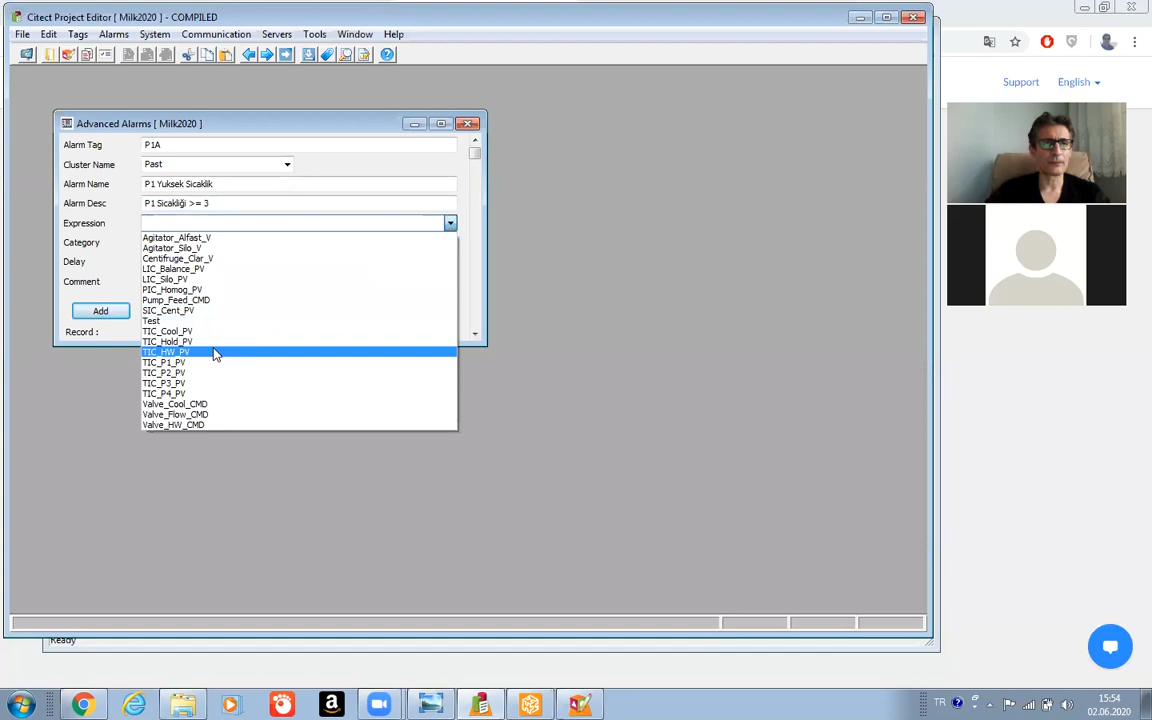 Citect Project Editor [ Milk2020 ] - COMPILED
File Edit Tags Alarms System Communication Servers Tools Window Help
Support English
Advanced Alarms [ Milk2020 ]
Alarm Tag P1A
Cluster Name Past
Alarm Name P1 Yuksek Sicaklik
Alarm Desc P1 Sicakliği >= 3
Expression
Category
Delay
Comment
Add
Record :
Agitator_Alfast_V
Agitator_Silo_V
Centifruge_Clar_V
LIC_Balance_PV
LIC_Silo_PV
PIC_Homog_PV
Pump_Feed_CMD
SIC_Cent_PV
Test
TIC_Cool_PV
TIC_Hold_PV
TIC_HW_PV
TIC_P1_PV
TIC_P2_PV
TIC_P3_PV
TIC_P4_PV
Valve_Cool_CMD
Valve_Flow_CMD
Valve_HW_CMD
Ready
TR
15:54
02.06.2020